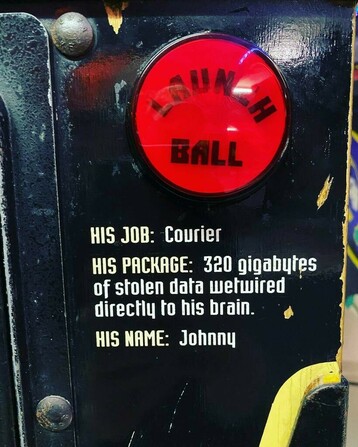 LAUNCH
BALL
HIS JOB: Courier
HIS PACKAGE: 320 gigabytes
of stolen data wetwired
directly to his brain.
HIS NAME: Johnny